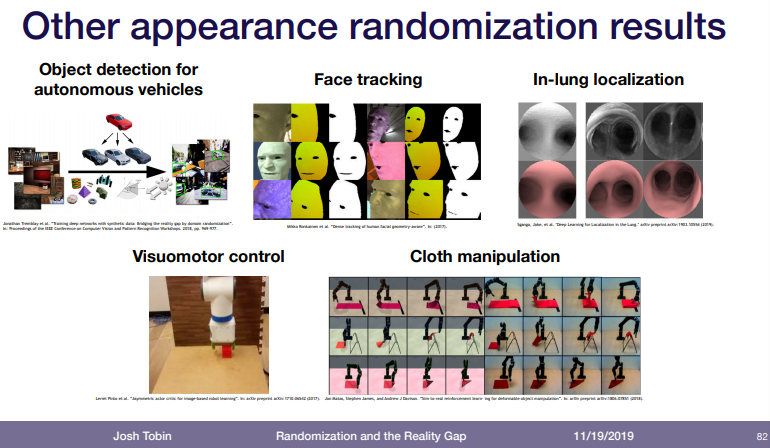 Other appearance randomization results
Object detection for
autonomous vehicles
Face tracking
In-lung localization
Jonathan Tremblay et al. "Training deep networks with synthetic data: Bridging the reality gap by domain randomization".
In: Proceedings of the IEEE Conference on Computer Vision and Pattern Recognition Workshops. 2018, pp. 969-977.
"Dense tracking of human facial geometry-aware". In: (2017).
Sganga, Jake, et al. "Deep Learning for Localization in the Lung." arXiv preprint arXiv:1903.10554 (2019).
Visuomotor control
Cloth manipulation
Lerrel Pinto et al. "Asymmetric actor critic for image-based robot learning". In: arXiv preprint arXiv:1710.06542 (2017).
Jan Matas, Stephen James, and Andrew J Davison. "Sim-to-real reinforcement learning for deformable object manipulation". In: arXiv preprint arXiv:1806.07851 (2018).
Josh Tobin
Randomization and the Reality Gap
11/19/2019
82